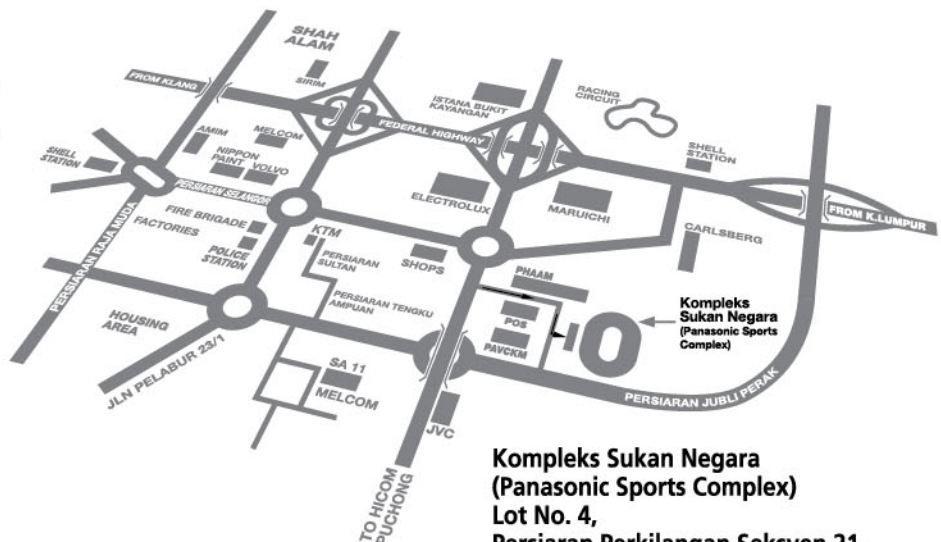 SHAH
ALAM
SIRIM
FROM KLANG
ISTANA BUKIT
KAYANGAN
RACING
CIRCUIT
AMIM
MELCOM
FEDERAL HIGHWAY
SHELL
STATION
SHELL
STATION
NIPPON
PAINT
VOLVO
PERSIARAN SELANGOR
ELECTROLUX
MARUICHI
FROM K.LUMPUR
FIRE BRIGADE
FACTORIES
POLICE
STATION
KTM
PERSIARAN
SULTAN
SHOPS
CARLSBERG
PERSIARAN RAJA MUDA
PHAAM
PERSIARAN TENGKU
AMPUAN
POS
PAVCKM
Kompleks
Sukan Negara
(Panasonic Sports
Complex)
HOUSING
AREA
JLN PELABUR 23/1
SA 11
MELCOM
PERSIARAN JUBLI PERAK
JVC
TO HICOM
PUCHONG
Kompleks Sukan Negara
(Panasonic Sports Complex)
Lot No. 4,
Persiaran Perkilangan Seksyen 21